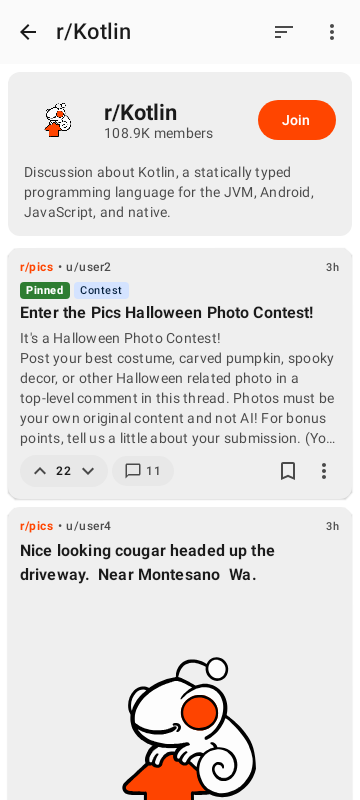 r/Kotlin
r/Kotlin
108.9K members
Join
Discussion about Kotlin, a statically typed
programming language for the JVM, Android,
JavaScript, and native.
r/pics • u/user2
3h
Pinned
Contest
Enter the Pics Halloween Photo Contest!
It's a Halloween Photo Contest!
Post your best costume, carved pumpkin, spooky
decor, or other Halloween related photo in a
top-level comment in this thread. Photos must be
your own original content and not AI! For bonus
points, tell us a little about your submission. (Yo...
22
11
r/pics • u/user4
3h
Nice looking cougar headed up the
driveway.  Near Montesano  Wa.